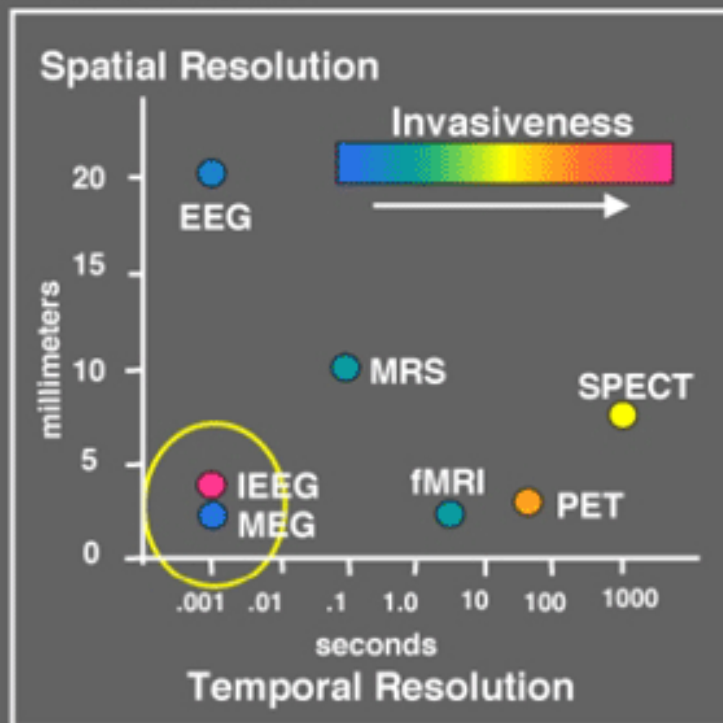 Spatial Resolution
Invasiveness
20
EEG
15
millimeters
10
MRS
SPECT
5
IEEG
fMRI
MEG
PET
0
.001 .01 .1 1.0 10 100 1000
seconds
Temporal Resolution